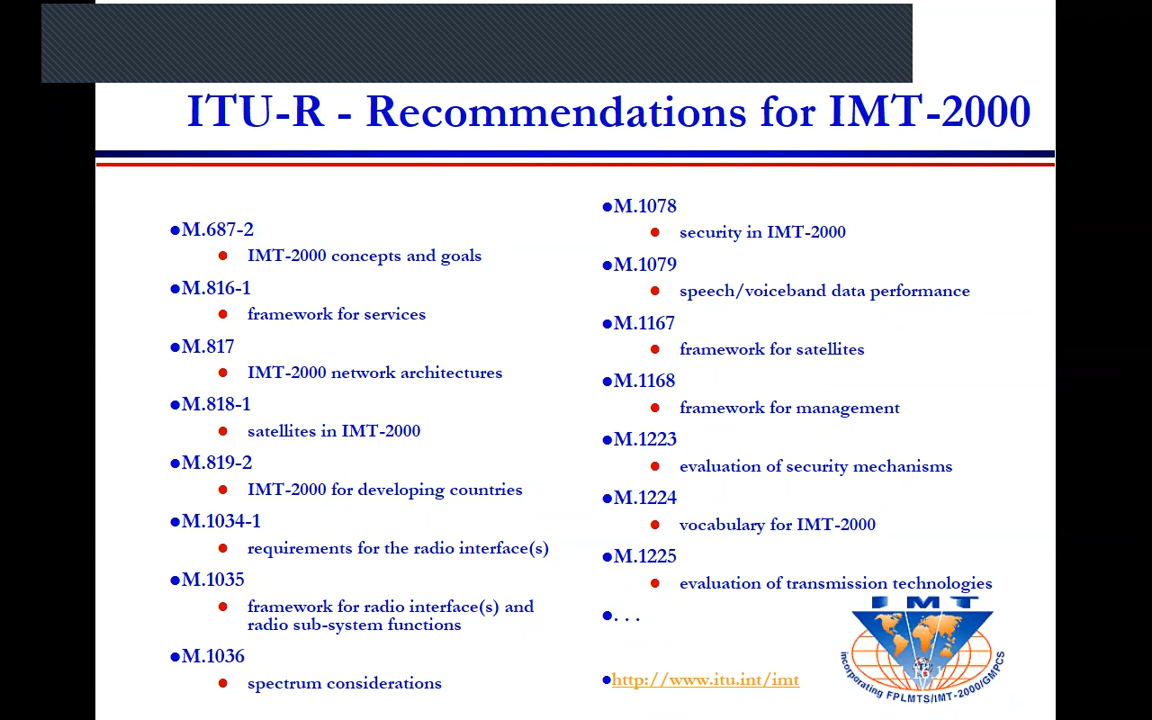 ITU-R - Recommendations for IMT-2000
●M.687-2
● IMT-2000 concepts and goals
●M.816-1
● framework for services
●M.817
● IMT-2000 network architectures
●M.818-1
● satellites in IMT-2000
●M.819-2
● IMT-2000 for developing countries
●M.1034-1
● requirements for the radio interface(s)
●M.1035
● framework for radio interface(s) and
radio sub-system functions
●M.1036
● spectrum considerations
●M.1078
● security in IMT-2000
●M.1079
● speech/voiceband data performance
●M.1167
● framework for satellites
●M.1168
● framework for management
●M.1223
● evaluation of security mechanisms
●M.1224
● vocabulary for IMT-2000
●M.1225
● evaluation of transmission technologies
●. . .
●http://www.itu.int/imt
IMT
incorporating FPLMTS/IMT-2000/GMPCS